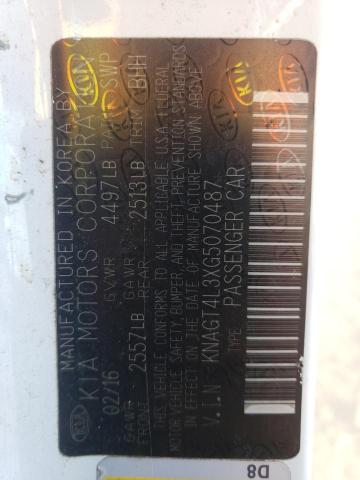 MANUFACTURED IN KOREA BY
KIA MOTORS CORPORATION
02/16 GVWR 4497LB PAINT SWP
GAWR FRONT 2557LB GAWR REAR 2513LB TRIM BHH
THIS VEHICLE CONFORMS TO ALL APPLICABLE U.S.A. FEDERAL
MOTOR VEHICLE SAFETY, BUMPER, AND THEFT PREVENTION STANDARDS
IN EFFECT ON THE DATE OF MANUFACTURE SHOWN ABOVE
V.I.N : KNAGT4L3XG5070487
TYPE : PASSENGER CAR
D8